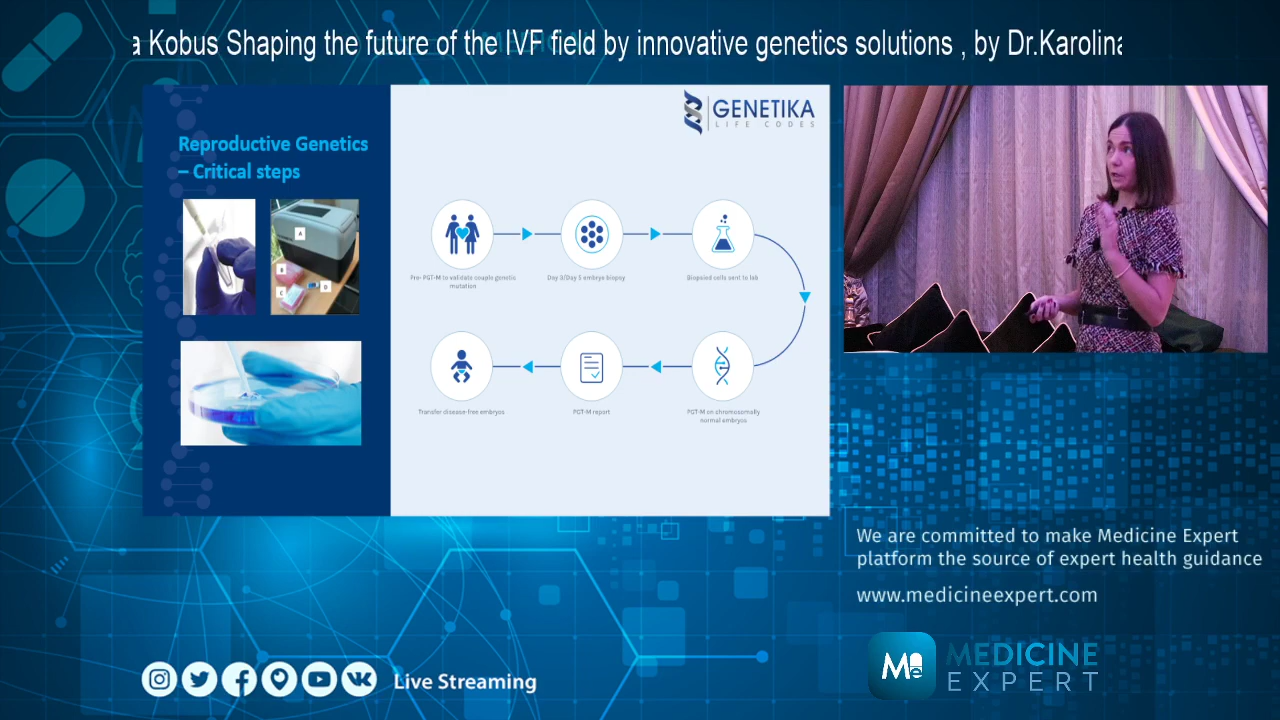 a Kobus Shaping the future of the IVF field by innovative genetics solutions , by Dr.Karolina
GENETIKA
LIFE CODES
Reproductive Genetics
– Critical steps
A
B
C
D
Pre- PGT-M to validate couple genetic
mutation
Day 3/Day 5 embryo biopsy
Biopsied cells sent to lab
Transfer disease-free embryos
PGT-M report
PGT-M on chromosomally
normal embryos
We are committed to make Medicine Expert
platform the source of expert health guidance
www.medicineexpert.com
Live Streaming
Me
MEDICINE
EXPERT